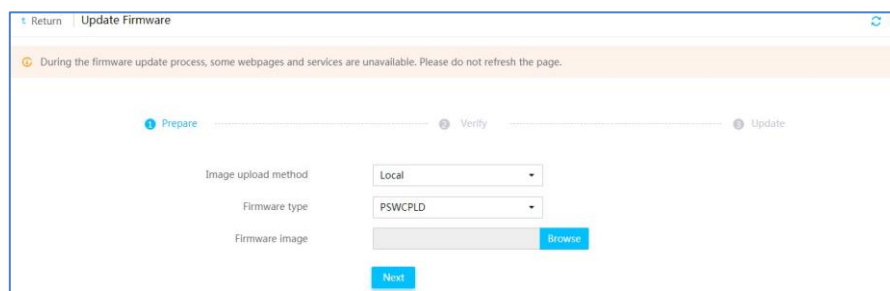 Return Update Firmware
During the firmware update process, some webpages and services are unavailable. Please do not refresh the page.
1 Prepare 2 Verify 3 Update
Image upload method Local
Firmware type PSWCPLD
Firmware image Browse
Next